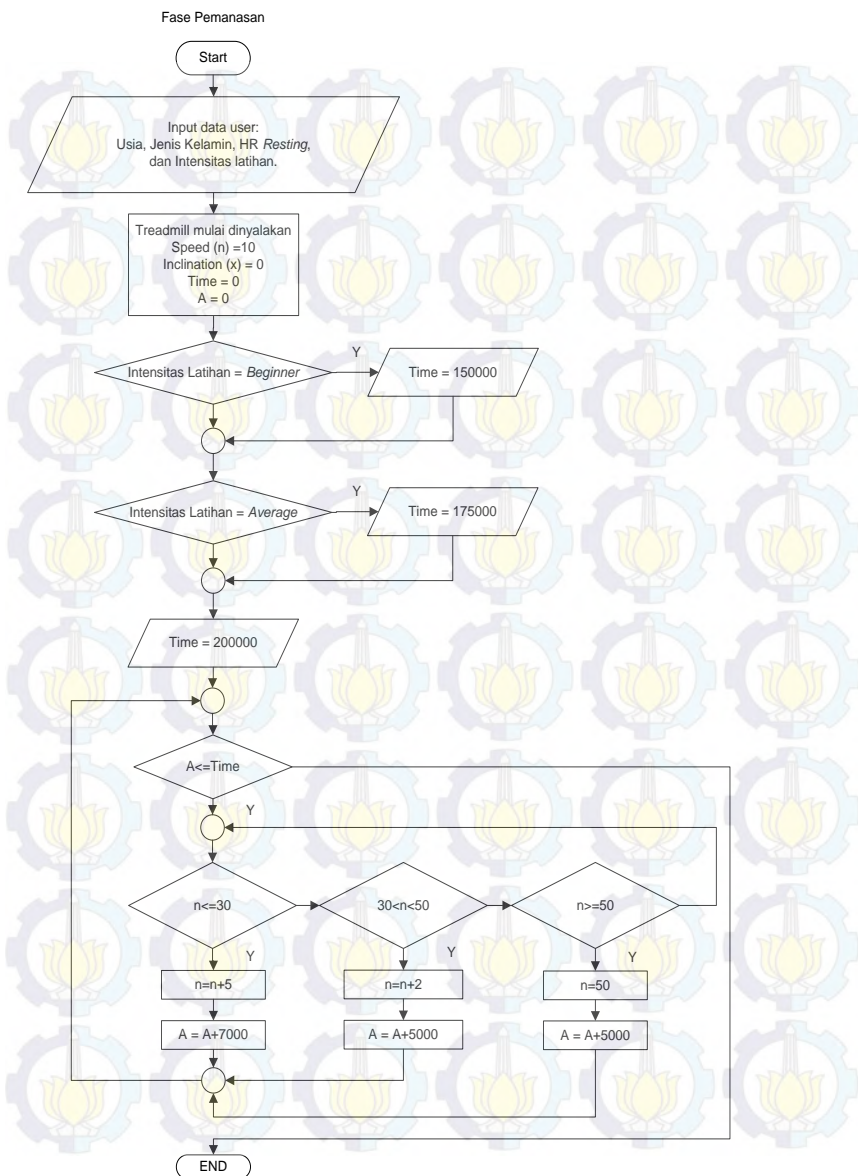 Fase Pemanasan
Start
Input data user:
Usia, Jenis Kelamin, HR Resting,
dan Intensitas latihan.
Treadmill mulai dinyalakan
Speed (n) =10
Inclination (x) = 0
Time = 0
A = 0
Intensitas Latihan = Beginner
Y
Time = 150000
Intensitas Latihan = Average
Y
Time = 175000
Time = 200000
A<=Time
Y
n<=30
30<n<50
n>=50
Y
Y
Y
n=n+5
n=n+2
n=50
A = A+7000
A = A+5000
A = A+5000
END